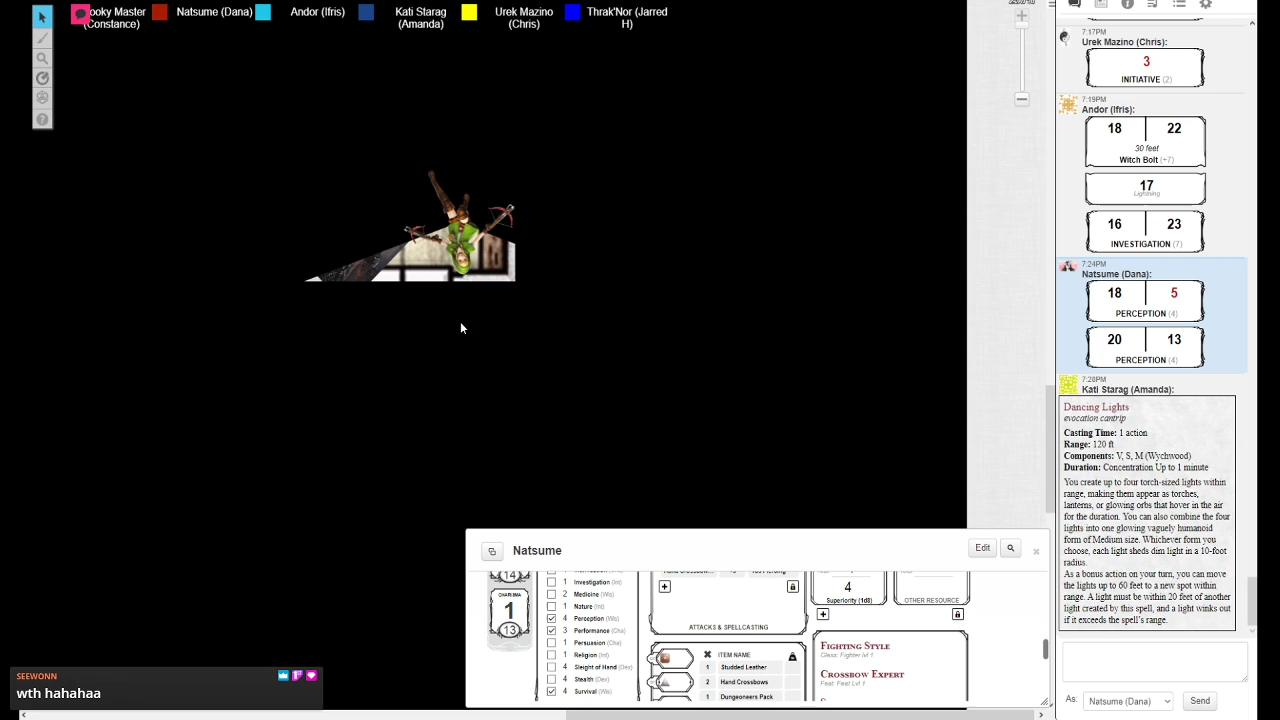 ooky Master
(Constance)
Natsume (Dana)
Andor (Ifris)
Kati Starag
(Amanda)
Urek Mazino
(Chris)
Thrak'Nor (Jarred
H)
7:17PM
Urek Mazino (Chris):
3
INITIATIVE (2)
7:19PM
Andor (Ifris):
18 22
30 feet
Witch Bolt (+7)
17
Lightning
16 23
INVESTIGATION (7)
7:24PM
Natsume (Dana):
18 5
PERCEPTION (4)
20 13
PERCEPTION (4)
7:28PM
Kati Starag (Amanda):
Dancing Lights
evocation cantrip
Casting Time: 1 action
Range: 120 ft
Components: V, S, M (Wychwood)
Duration: Concentration Up to 1 minute
You create up to four torch-sized lights within
range, making them appear as torches,
lanterns, or glowing orbs that hover in the air
for the duration. You can also combine the four
lights into one glowing vaguely humanoid
form of Medium size. Whichever form you
choose, each light sheds dim light in a 10-foot
radius.
As a bonus action on your turn, you can move
the lights up to 60 feet to a new spot within
range. A light must be within 20 feet of another
light created by this spell, and a light winks out
if it exceeds the spell's range.
As:
Natsume (Dana)
Send
Natsume
Edit
14
CHARISMA
1
13
1 Investigation (Int)
2 Medicine (Wis)
1 Nature (Int)
4 Perception (Wis)
3 Performance (Cha)
1 Persuasion (Cha)
1 Religion (Int)
4 Sleight of Hand (Dex)
4 Stealth (Dex)
4 Survival (Wis)
ATTACKS & SPELLCASTING
ITEM NAME
1 Studded Leather
2 Hand Crossbows
1 Dungeoneers Pack
4
Superiority (1d8)
OTHER RESOURCE
FIGHTING STYLE
Class: Fighter lvl 1
CROSSBOW EXPERT
Feat: Feat Lvl 1
SEEWONN
wth hahahaa